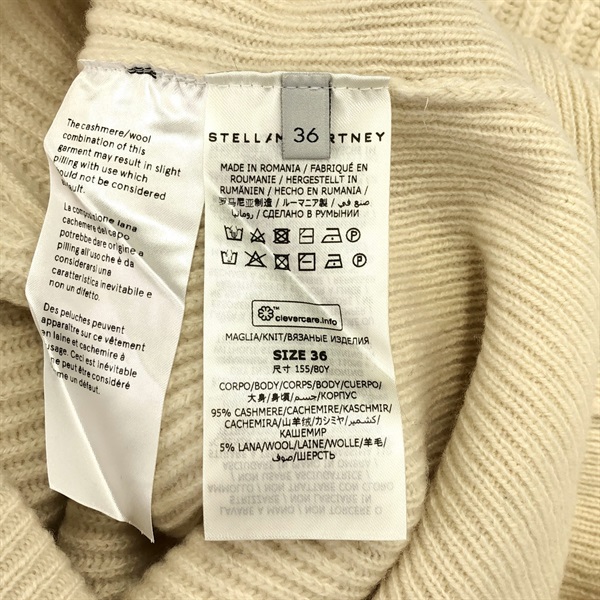 The cashmere/wool
combination of this
garment may result in slight
pilling with use which
ould not be considered
ault.
La composizione lana
cachemere del capo
potrebbe dare origine a
pilling all'uso che è da
considerarsi una
caratteristica inevitabile e
non un difetto.
Des peluches peuvent
apparaître sur ce vêtement
en laine et cachemire à
usage. Ceci est inévitable
ne peut être considéré
me un défaut.
36
STELLA RTNEY
MADE IN ROMANIA / FABRIQUÉ EN
ROUMANIE / HERGESTELLT IN
RUMÄNIEN / HECHO EN RUMANIA/
罗马尼亚制造 / ルーマニア製 / صنع في
رومانيا / СДЕЛАНО В РУМЫНИИ
clevercare.info
MAGLIA/KNIT/ВЯЗАНЫЕ ИЗДЕЛИЯ
SIZE 36
尺寸 155/80Y
CORPO/BODY/CORPS/BODY/CUERPO/
大身/身頃/جسم/КОРПУС
95% CASHMERE/CACHEMIRE/KASCHMIR/
CACHEMIRA/山羊绒/カシミヤ/كشمير/
КАШЕМИР
5% LANA/WOOL/LAINE/WOLLE/羊毛/
صوف/ШЕРСТЬ